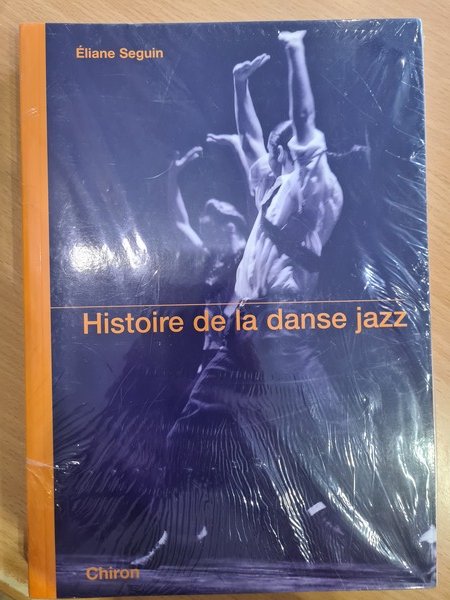 Éliane Seguin
Histoire de la danse jazz
Chiron